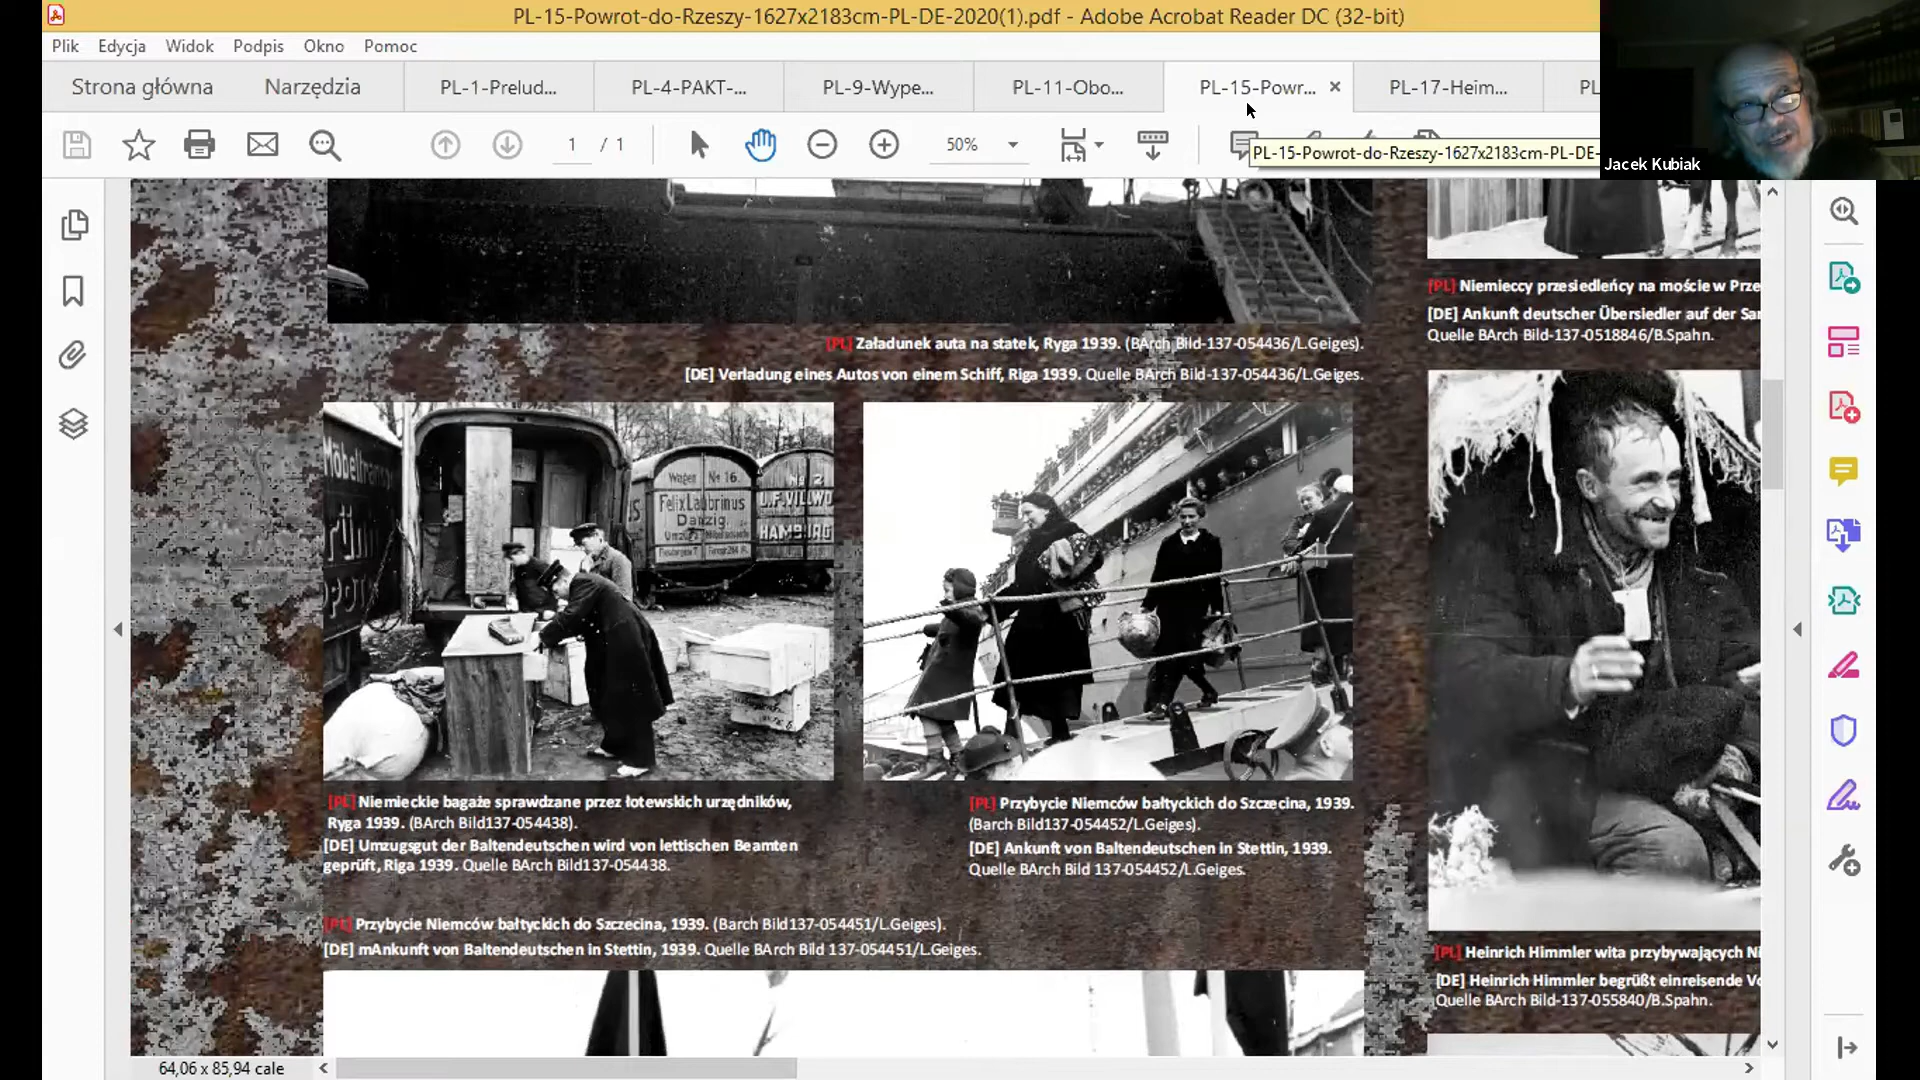 PL-15-Powrot-do-Rzeszy-1627x2183cm-PL-DE-2020(1).pdf - Adobe Acrobat Reader DC (32-bit)
Plik Edycja Widok Podpis Okno Pomoc
Strona główna Narzędzia PL-1-Prelud... PL-4-PAKT-... PL-9-Wype... PL-11-Obo... PL-15-Powr... PL-17-Heim... PL
1 / 1 50%
PL-15-Powrot-do-Rzeszy-1627x2183cm-PL-DE-
Jacek Kubiak
[PL] Załadunek auta na statek, Ryga 1939. (BArch Bild-137-054436/L.Geiges).
[DE] Verladung eines Autos von einem Schiff, Riga 1939. Quelle BArch Bild-137-054436/L.Geiges.
[PL] Niemieccy przesiedleńcy na moście w Prze
[DE] Ankunft deutscher Übersiedler auf der Sa
Quelle BArch Bild-137-0518846/B.Spahn.
Wagen No 16.
Felix Laubrinus
Danzig
No 2
L.F.VILLWO
HAMBURG
[PL] Niemieckie bagaże sprawdzane przez łotewskich urzędników,
Ryga 1939. (BArch Bild137-054438).
[DE] Umzugsgut der Baltendeutschen wird von lettischen Beamten
geprüft, Riga 1939. Quelle BArch Bild137-054438.
[PL] Przybycie Niemców bałtyckich do Szczecina, 1939.
(Barch Bild137-054452/L.Geiges).
[DE] Ankunft von Baltendeutschen in Stettin, 1939.
Quelle BArch Bild 137-054452/L.Geiges.
[PL] Przybycie Niemców bałtyckich do Szczecina, 1939. (Barch Bild137-054451/L.Geiges).
[DE] mAnkunft von Baltendeutschen in Stettin, 1939. Quelle BArch Bild 137-054451/L.Geiges.
[PL] Heinrich Himmler wita przybywających Ni
[DE] Heinrich Himmler begrüßt einreisende Vo
Quelle BArch Bild-137-055840/B.Spahn.
64,06 x 85,94 cale